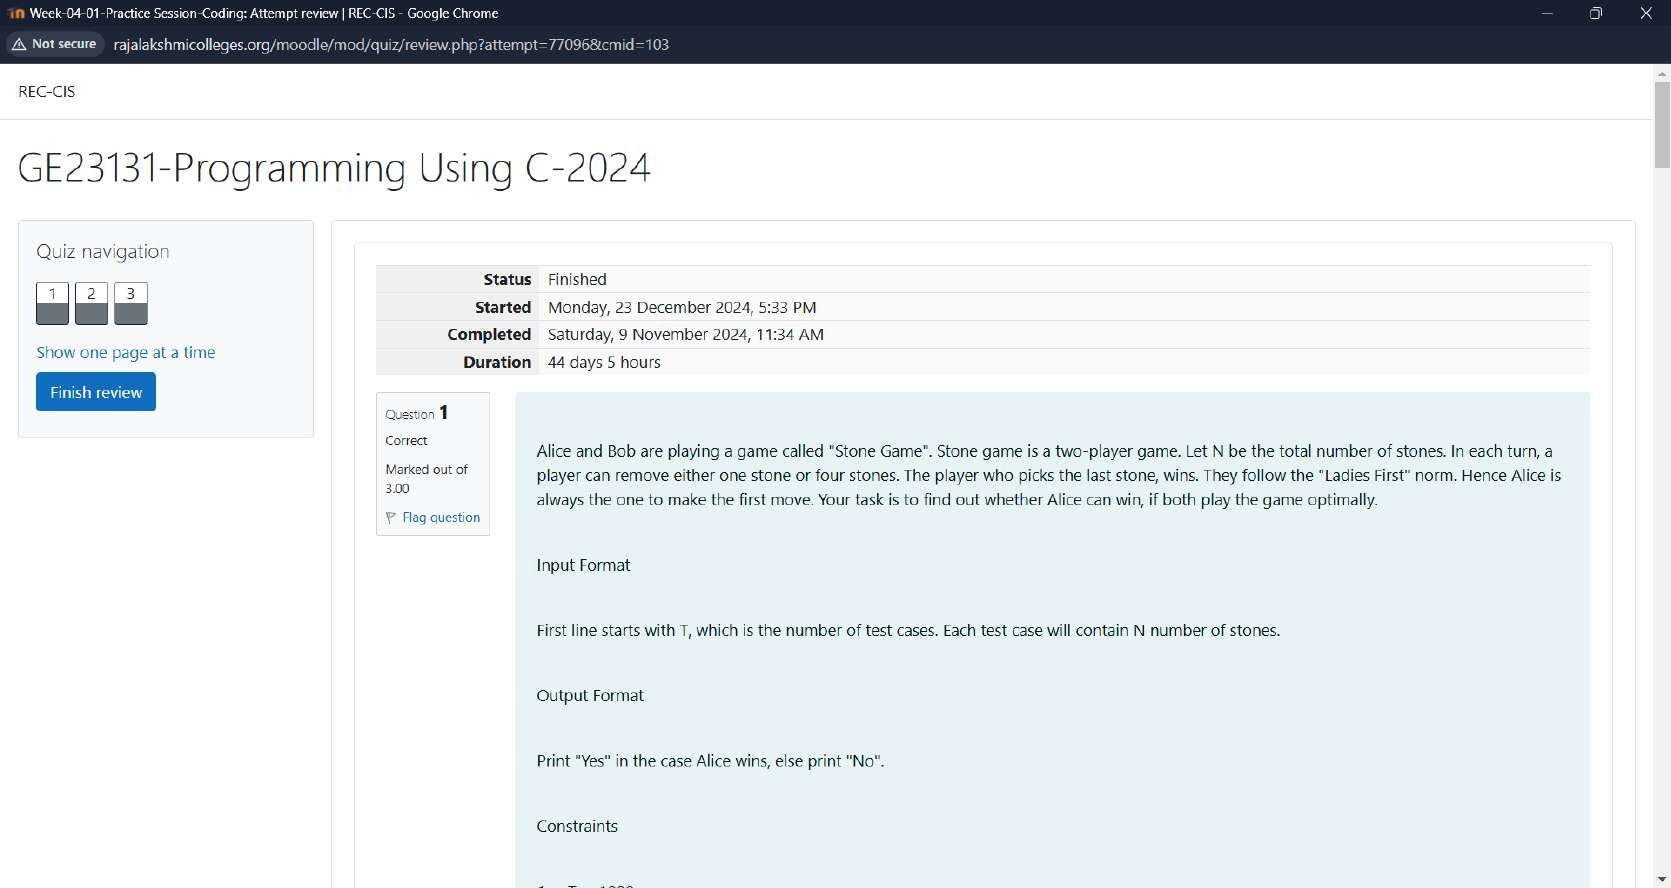 Week-04-01-Practice Session-Coding: Attempt review | REC-CIS - Google Chrome
Not secure rajalakshmicolleges.org/moodle/mod/quiz/review.php?attempt=77096&cmid=103
REC-CIS
GE23131-Programming Using C-2024
Quiz navigation
1 2 3
Show one page at a time
Finish review
Status Finished
Started Monday, 23 December 2024, 5:33 PM
Completed Saturday, 9 November 2024, 11:34 AM
Duration 44 days 5 hours
Question 1
Correct
Marked out of
3.00
Flag question
Alice and Bob are playing a game called "Stone Game". Stone game is a two-player game. Let N be the total number of stones. In each turn, a
player can remove either one stone or four stones. The player who picks the last stone, wins. They follow the "Ladies First" norm. Hence Alice is
always the one to make the first move. Your task is to find out whether Alice can win, if both play the game optimally.
Input Format
First line starts with T, which is the number of test cases. Each test case will contain N number of stones.
Output Format
Print "Yes" in the case Alice wins, else print "No".
Constraints